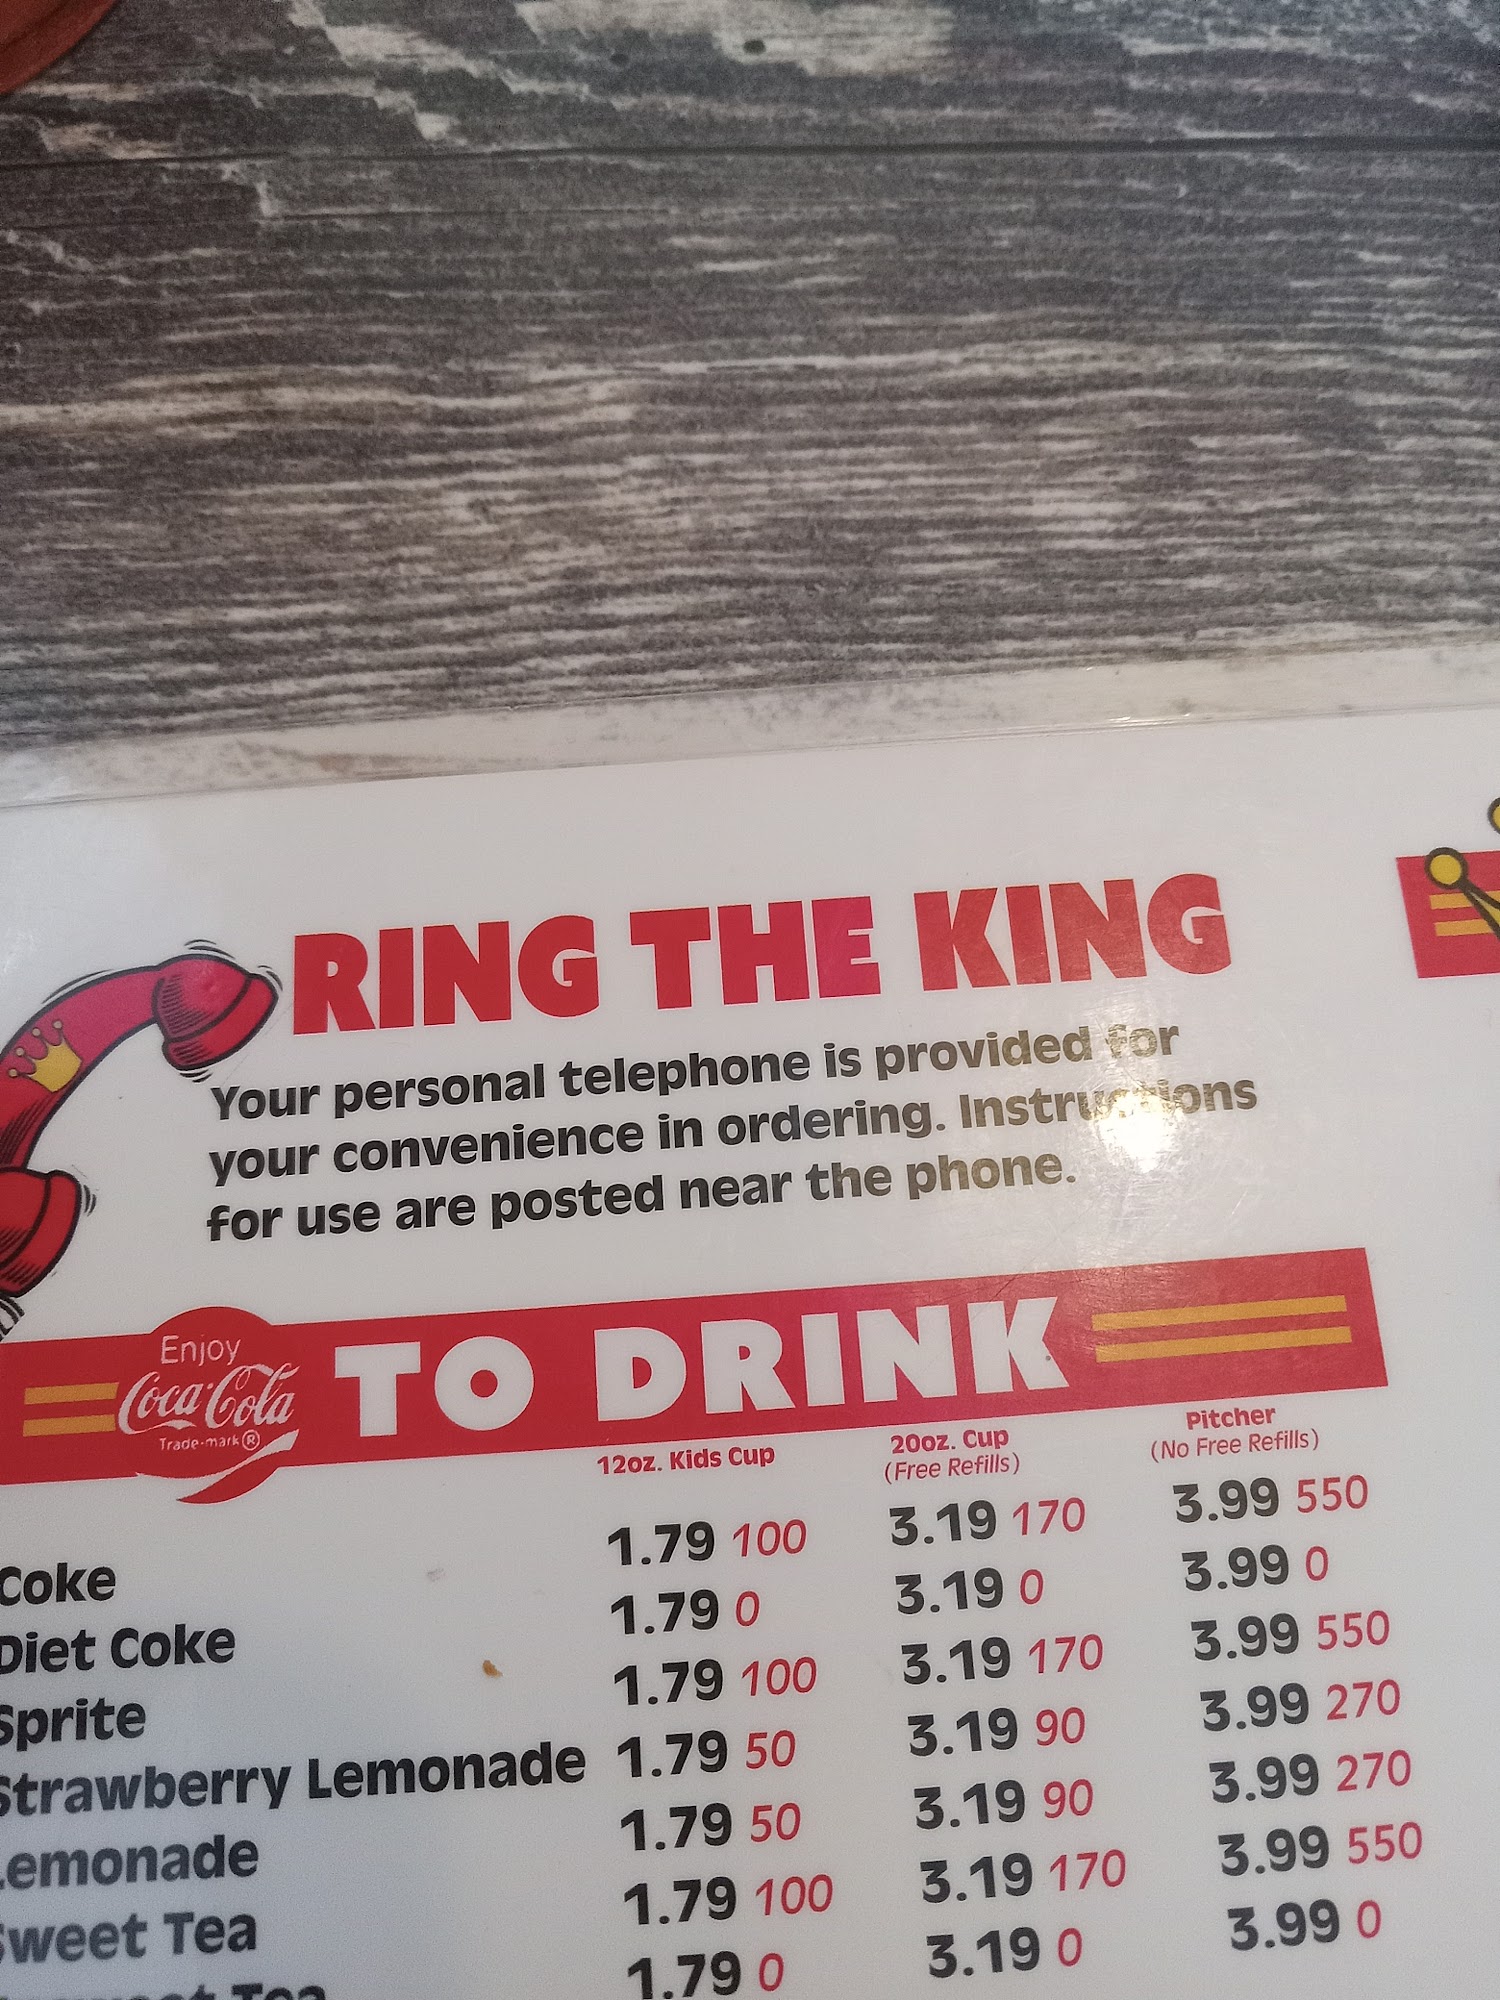 RING THE KING
Your personal telephone is provided for
your convenience in ordering. Instructions
for use are posted near the phone.
Enjoy
Coca-Cola
Trade-mark®
TO DRINK
12oz. Kids Cup 20oz. Cup (Free Refills) Pitcher (No Free Refills)
Coke 1.79 100 3.19 170 3.99 550
Diet Coke 1.79 0 3.19 0 3.99 0
Sprite 1.79 100 3.19 170 3.99 550
Strawberry Lemonade 1.79 50 3.19 90 3.99 270
Lemonade 1.79 50 3.19 90 3.99 270
Sweet Tea 1.79 100 3.19 170 3.99 550
Tea 1.79 0 3.19 0 3.99 0